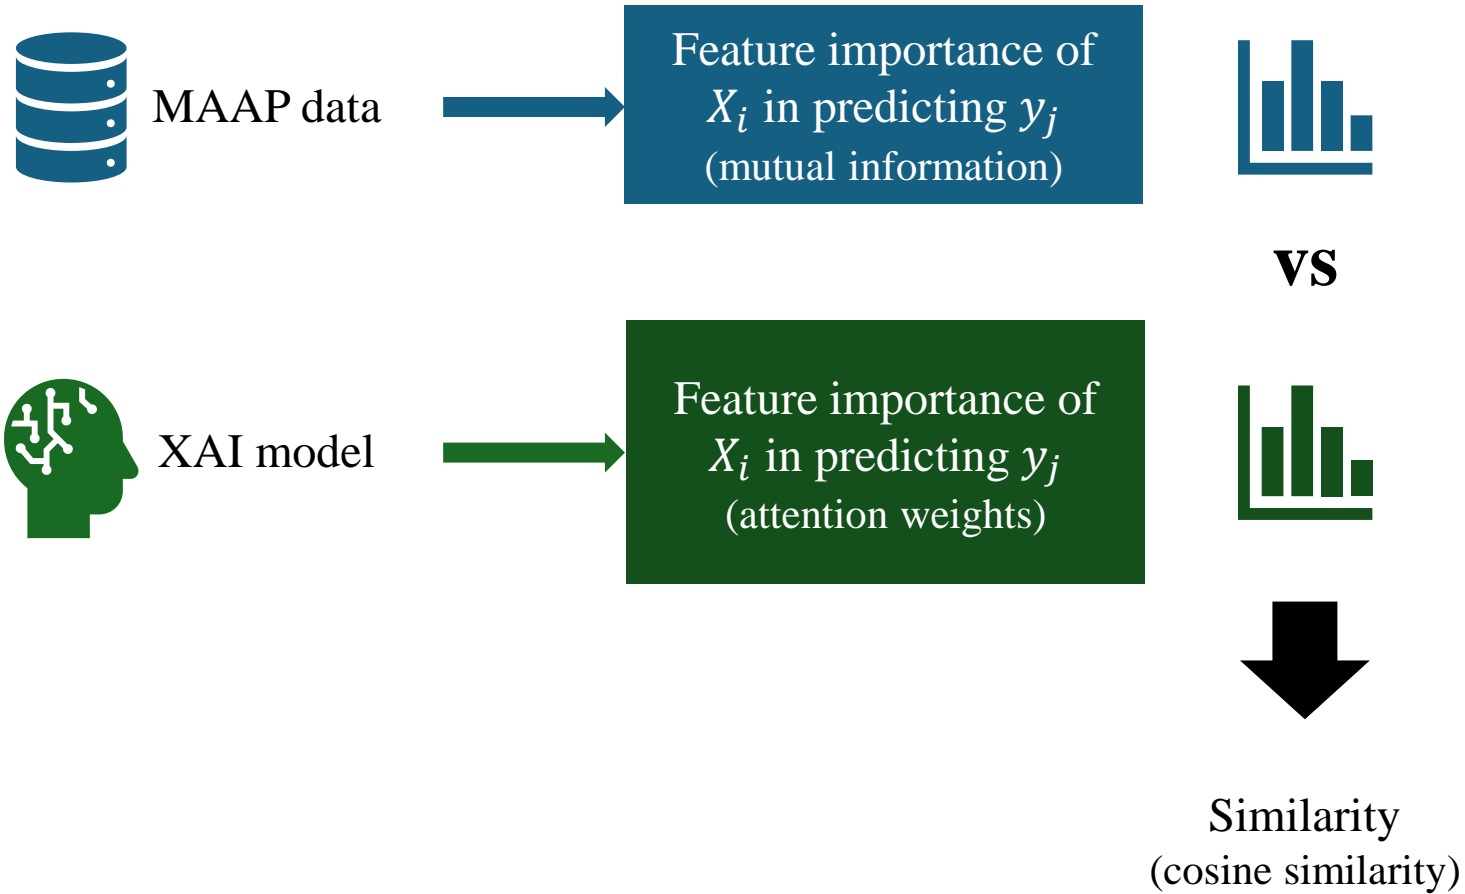 MAAP data
Feature importance of
𝑋ᵢ in predicting 𝑦ⱼ
(mutual information)
vs
XAI model
Feature importance of
𝑋ᵢ in predicting 𝑦ⱼ
(attention weights)
Similarity
(cosine similarity)